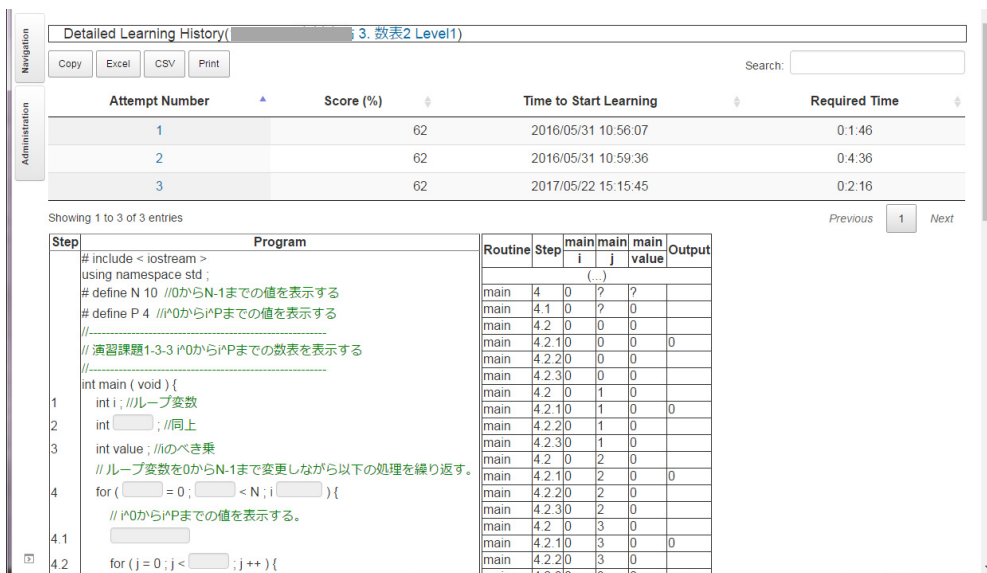 Navigation
Administration
Detailed Learning History( 3. 数表2 Level1)
Copy Excel CSV Print Search:
Attempt Number Score (%) Time to Start Learning Required Time
1 62 2016/05/31 10:56:07 0:1:46
2 62 2016/05/31 10:59:36 0:4:36
3 62 2017/05/22 15:15:45 0:2:16
Showing 1 to 3 of 3 entries Previous 1 Next
Step Program
# include < iostream >
using namespace std ;
# define N 10 //0からN-1までの値を表示する
# define P 4 //i^0からi^Pまでの値を表示する
//---------------------------------------------------------
// 演習課題1-3-3 i^0からi^Pまでの数表を表示する
//---------------------------------------------------------
int main ( void ) {
1 int i ; //ループ変数
2 int ; //同上
3 int value ; //iのべき乗
// ループ変数を0からN-1まで変更しながら以下の処理を繰り返す。
4 for ( = 0 ; < N ; i ) {
// i^0からi^Pまでの値を表示する。
4.1
4.2 for ( j = 0 ; j < ; j ++ ) {
Routine Step main main main Output
i j value
(...)
main 4 0 ? ?
main 4.1 0 ? 0
main 4.2 0 0 0
main 4.2.1 0 0 0 0
main 4.2.2 0 0 0
main 4.2.3 0 0 0
main 4.2 0 1 0
main 4.2.1 0 1 0 0
main 4.2.2 0 1 0
main 4.2.3 0 1 0
main 4.2 0 2 0
main 4.2.1 0 2 0 0
main 4.2.2 0 2 0
main 4.2.3 0 2 0
main 4.2 0 3 0
main 4.2.1 0 3 0 0
main 4.2.2 0 3 0